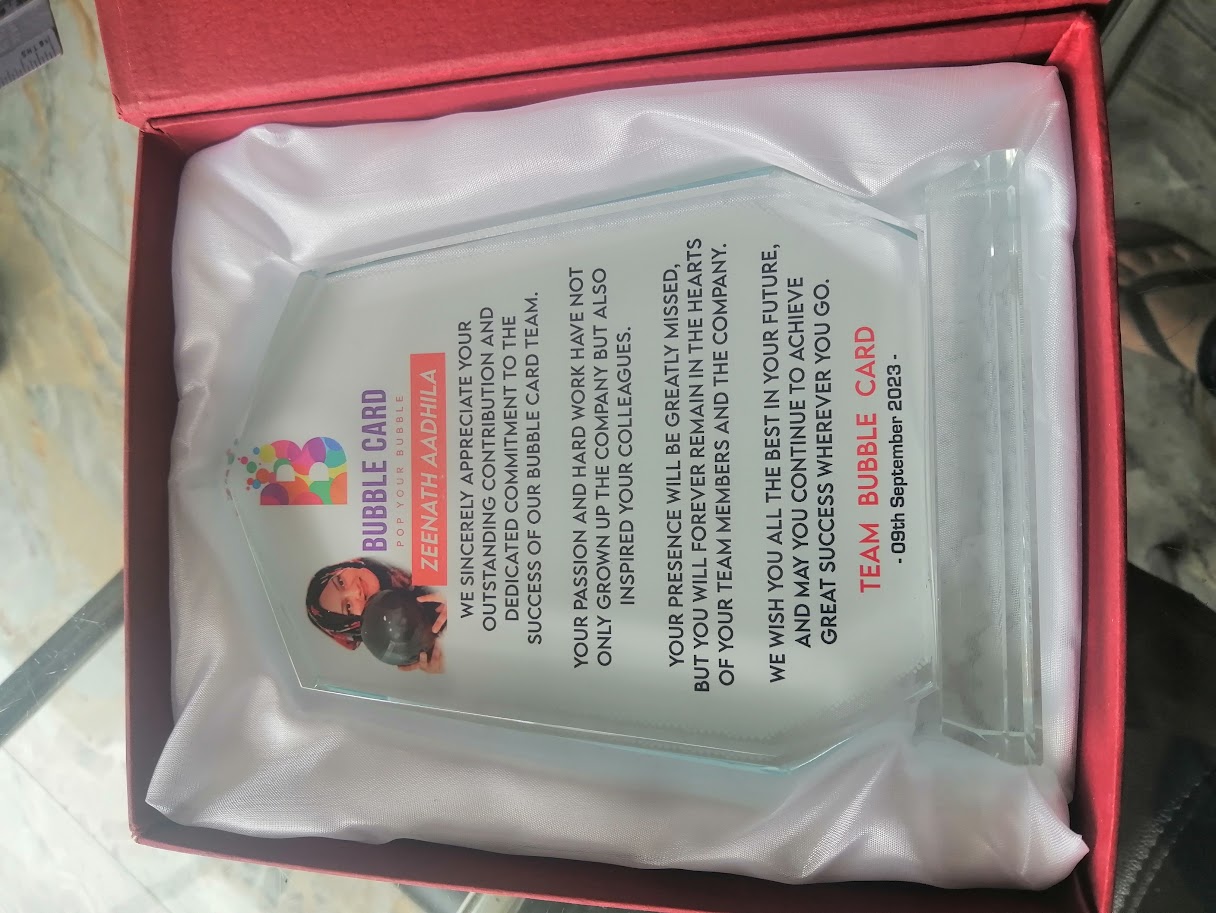 BUBBLE CARD
POP YOUR BUBBLE
ZEENATH AADHILA
WE SINCERELY APPRECIATE YOUR
OUTSTANDING CONTRIBUTION AND
DEDICATED COMMITMENT TO THE
SUCCESS OF OUR BUBBLE CARD TEAM.
YOUR PASSION AND HARD WORK HAVE NOT
ONLY GROWN UP THE COMPANY BUT ALSO
INSPIRED YOUR COLLEAGUES.
YOUR PRESENCE WILL BE GREATLY MISSED,
BUT YOU WILL FOREVER REMAIN IN THE HEARTS
OF YOUR TEAM MEMBERS AND THE COMPANY.
WE WISH YOU ALL THE BEST IN YOUR FUTURE,
AND MAY YOU CONTINUE TO ACHIEVE
GREAT SUCCESS WHEREVER YOU GO.
TEAM BUBBLE CARD
- 09th September 2023 -